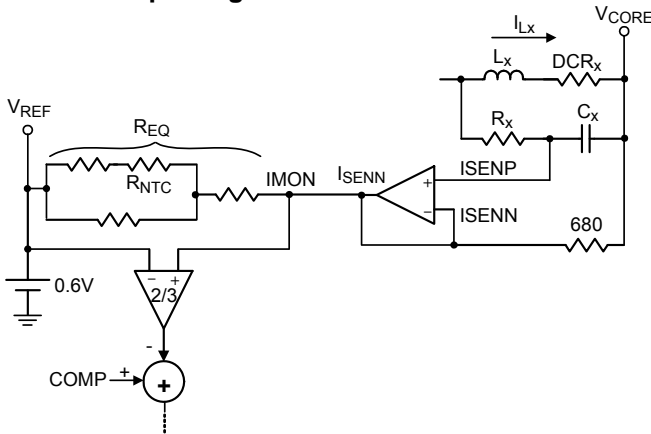 I_Lx
V_CORE
L_x
DCR_x
V_REF
R_EQ
R_x
C_x
R_NTC
IMON
I_SENN
ISENP
+
−
ISENN
680
0.6V
− +
2/3
-
COMP
+
+